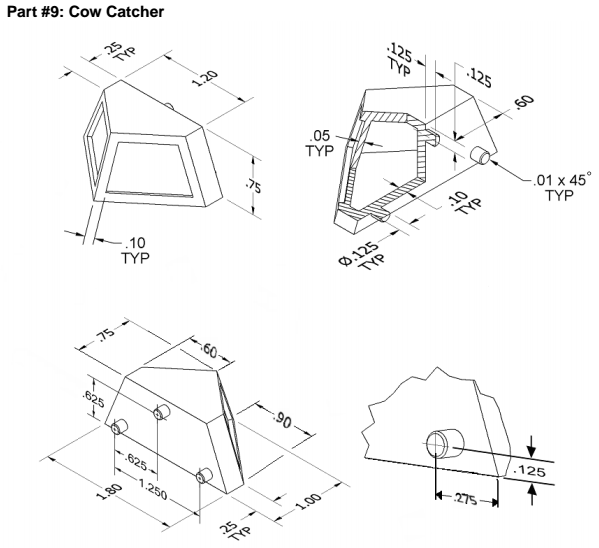 Part #9: Cow Catcher
.25
TYP
1.20
.75
.10
TYP
.125
TYP
.125
.60
.05
TYP
.01 x 45°
TYP
.10
TYP
Ø.125
TYP
.75
.60
.625
.90
.625
1.250
1.80
1.00
.25
TYP
.125
.275